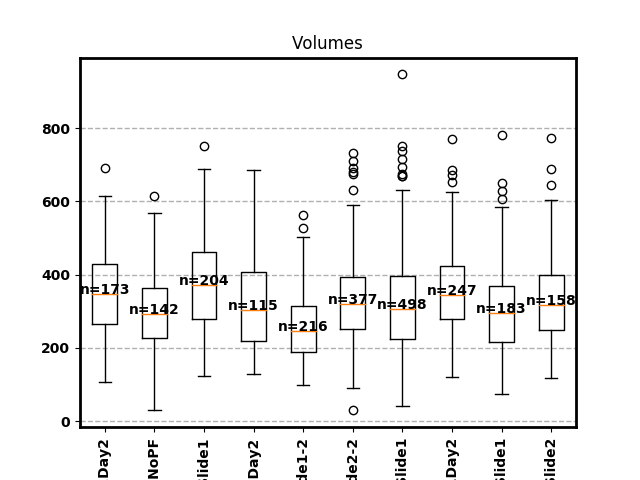 Volumes
800
600
400
200
0
n=173
n=142
n=204
n=115
n=216
n=377
n=498
n=247
n=183
n=158
Day2
NoPF
lide1
Day2
de1-2
de2-2
Slide1
Day2
Slide1
Slide2